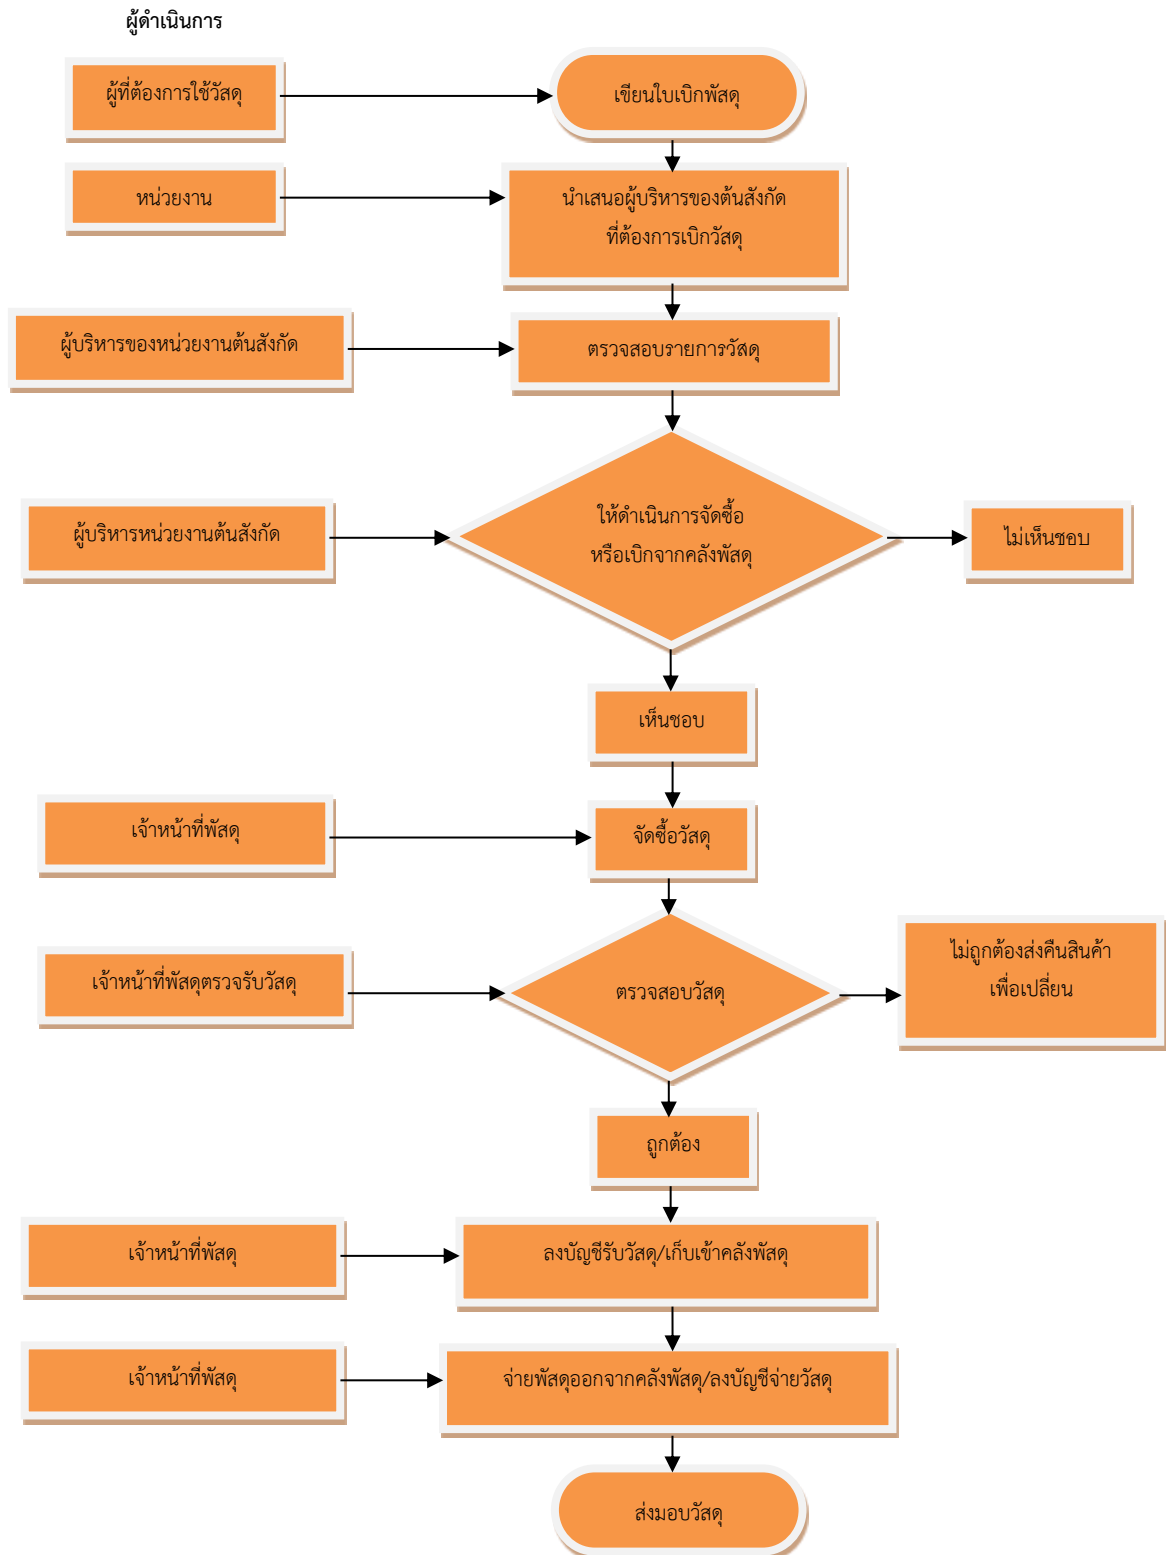 ผู้ดำเนินการ
ผู้ที่ต้องการใช้วัสดุ
เขียนใบเบิกพัสดุ
หน่วยงาน
นำเสนอผู้บริหารของต้นสังกัด
ที่ต้องการเบิกวัสดุ
ผู้บริหารของหน่วยงานต้นสังกัด
ตรวจสอบรายการวัสดุ
ผู้บริหารหน่วยงานต้นสังกัด
ให้ดำเนินการจัดซื้อ
หรือเบิกจากคลังพัสดุ
ไม่เห็นชอบ
เห็นชอบ
เจ้าหน้าที่พัสดุ
จัดซื้อวัสดุ
เจ้าหน้าที่พัสดุตรวจรับวัสดุ
ตรวจสอบวัสดุ
ไม่ถูกต้องส่งคืนสินค้า
เพื่อเปลี่ยน
ถูกต้อง
เจ้าหน้าที่พัสดุ
ลงบัญชีรับวัสดุ/เก็บเข้าคลังพัสดุ
เจ้าหน้าที่พัสดุ
จ่ายพัสดุออกจากคลังพัสดุ/ลงบัญชีจ่ายวัสดุ
ส่งมอบวัสดุ